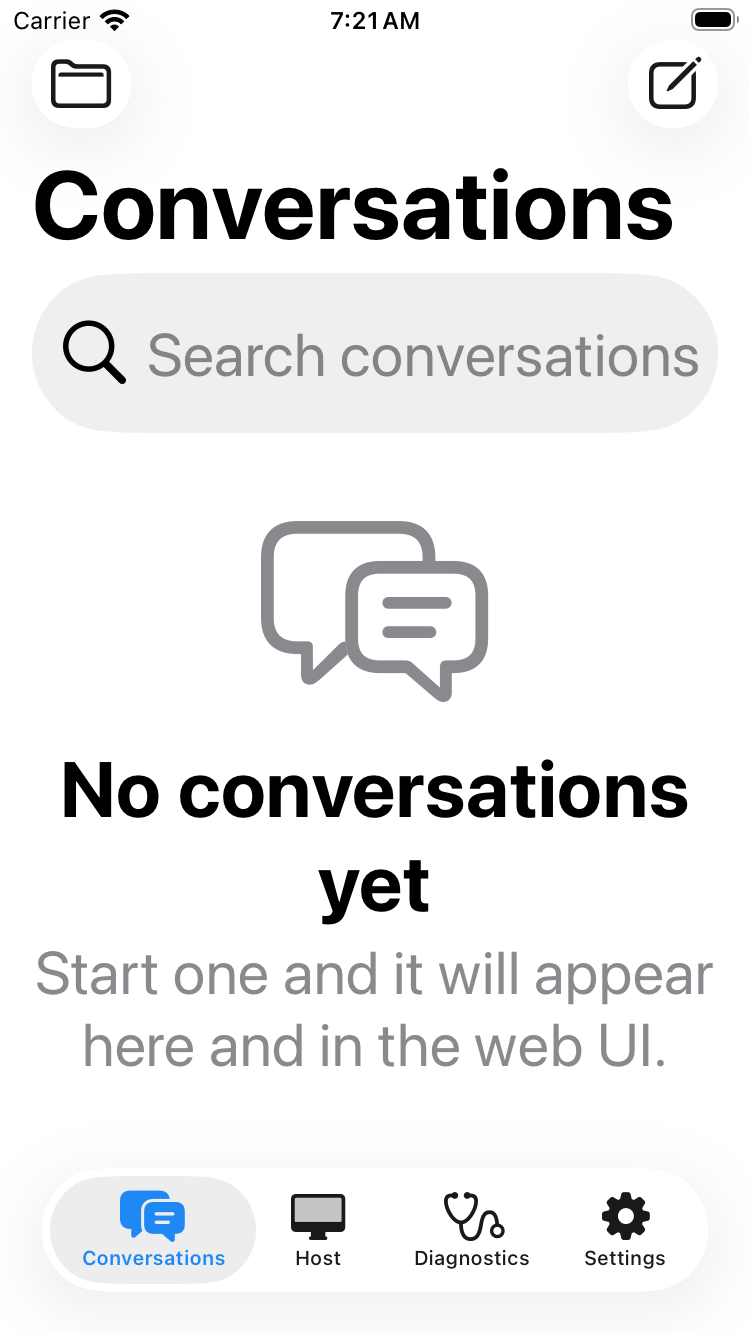 Carrier 7:21 AM
Conversations
Search conversations
No conversations
yet
Start one and it will appear
here and in the web UI.
Conversations Host Diagnostics Settings